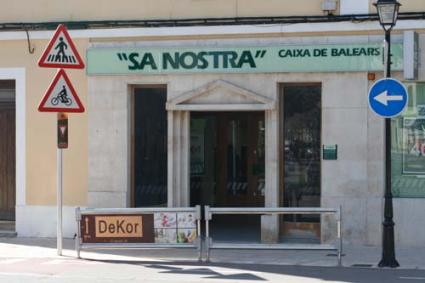 "SA NOSTRA" CAIXA DE BALEARS
DeKor